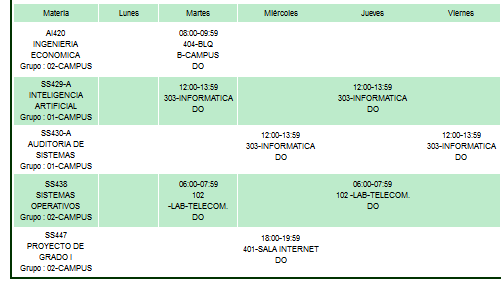 Materia Lunes Martes Miércoles Jueves Viernes
AI420
INGENIERIA
ECONOMICA
Grupo : 02-CAMPUS
08:00-09:59
404-BLQ
B-CAMPUS
DO
SS429-A
INTELIGENCIA
ARTIFICIAL
Grupo : 01-CAMPUS
12:00-13:59
303-INFORMATICA
DO
12:00-13:59
303-INFORMATICA
DO
SS430-A
AUDITORIA DE
SISTEMAS
Grupo : 01-CAMPUS
12:00-13:59
303-INFORMATICA
DO
12:00-13:59
303-INFORMATICA
DO
SS438
SISTEMAS
OPERATIVOS
Grupo : 02-CAMPUS
06:00-07:59
102
-LAB-TELECOM.
DO
06:00-07:59
102 -LAB-TELECOM.
DO
SS447
PROYECTO DE
GRADO I
Grupo : 02-CAMPUS
18:00-19:59
401-SALA INTERNET
DO